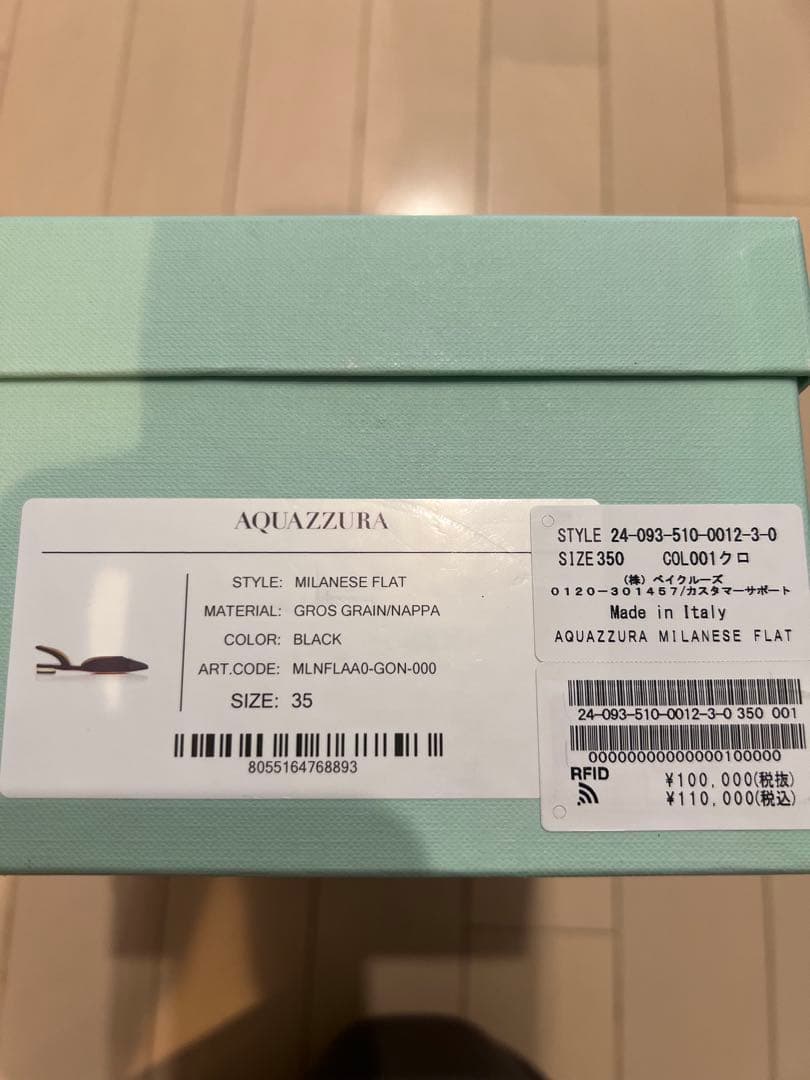 AQUAZZURA
STYLE: MILANESE FLAT
MATERIAL: GROS GRAIN/NAPPA
COLOR: BLACK
ART.CODE: MLNFLAA0-GON-000
SIZE: 35
8055164768893
STYLE 24-093-510-0012-3-0
SIZE350 COL001クロ
(株) ベイクルーズ
0120-301457/カスタマーサポート
Made in Italy
AQUAZZURA MILANESE FLAT
24-093-510-0012-3-0 350 001
00000000000000100000
RFID
¥100,000(税抜)
¥110,000(税込)